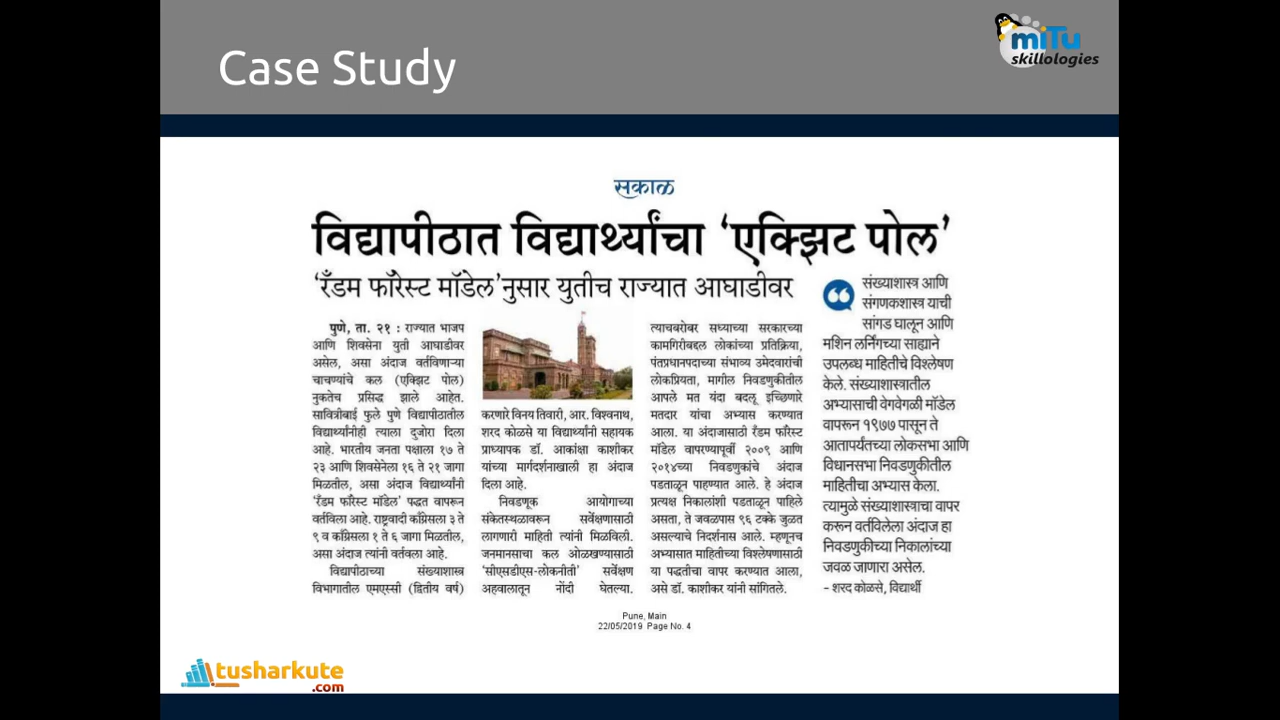 Case Study
miTu
skillologies
सकाळ
विद्यापीठात विद्यार्थ्यांचा ‘एक्झिट पोल’
‘रँडम फॉरेस्ट मॉडेल’नुसार युतीच राज्यात आघाडीवर
पुणे, ता. २१ : राज्यात भाजप
आणि शिवसेना युती आघाडीवर
असेल, असा अंदाज वर्तविणाऱ्या
चाचण्यांचे कल (एक्झिट पोल)
नुकतेच प्रसिद्ध झाले आहेत.
सावित्रीबाई फुले पुणे विद्यापीठातील
विद्यार्थ्यांनीही त्याला दुजोरा दिला
आहे. भारतीय जनता पक्षाला १७ ते
२३ आणि शिवसेनेला १६ ते २१ जागा
मिळतील, असा अंदाज विद्यार्थ्यांनी
‘रँडम फॉरेस्ट मॉडेल’ पद्धत वापरून
वर्तविला आहे. राष्ट्रवादी काँग्रेसला ३ ते
९ व काँग्रेसला १ ते ६ जागा मिळतील,
असा अंदाज त्यांनी वर्तवला आहे.
विद्यापीठाच्या संख्याशास्त्र
विभागातील एमएस्सी (द्वितीय वर्ष)
करणारे विनय तिवारी, आर. विश्वनाथ,
शरद कोळसे या विद्यार्थ्यांनी सहायक
प्राध्यापक डॉ. आकांक्षा काशीकर
यांच्या मार्गदर्शनाखाली हा अंदाज
दिला आहे.
निवडणूक आयोगाच्या
संकेतस्थळावरून सर्वेक्षणासाठी
लागणारी माहिती त्यांनी मिळविली.
जनमानसाचा कल ओळखण्यासाठी
‘सीएसडीएस-लोकनीती’ सर्वेक्षण
अहवालातून नोंदी घेतल्या.
त्याचबरोबर सध्याच्या सरकारच्या
कामगिरीबद्दल लोकांच्या प्रतिक्रिया,
पंतप्रधानपदाच्या संभाव्य उमेदवारांची
लोकप्रियता, मागील निवडणुकीतील
आपले मत यंदा बदलू इच्छिणारे
मतदार यांचा अभ्यास करण्यात
आला. या अंदाजासाठी रँडम फॉरेस्ट
मॉडेल वापरण्यापूर्वी २००९ आणि
२०१४च्या निवडणुकांचे अंदाज
पडताळून पाहण्यात आले. हे अंदाज
प्रत्यक्ष निकालांशी पडताळून पाहिले
असता, ते जवळपास ९६ टक्के जुळत
असल्याचे निदर्शनास आले. म्हणूनच
अभ्यासात माहितीच्या विश्लेषणासाठी
या पद्धतीचा वापर करण्यात आला,
असे डॉ. काशीकर यांनी सांगितले.
संख्याशास्त्र आणि
संगणकशास्त्र याची
सांगड घालून आणि
मशिन लर्निंगच्या साह्याने
उपलब्ध माहितीचे विश्लेषण
केले. संख्याशास्त्रातील
अभ्यासाची वेगवेगळी मॉडेल
वापरून १९७७ पासून ते
आतापर्यंतच्या लोकसभा आणि
विधानसभा निवडणुकीतील
माहितीचा अभ्यास केला.
त्यामुळे संख्याशास्त्राचा वापर
करून वर्तविलेला अंदाज हा
निवडणुकीच्या निकालांच्या
जवळ जाणारा असेल.
- शरद कोळसे, विद्यार्थी
Pune, Main
22/05/2019 Page No. 4
tusharkute
.com